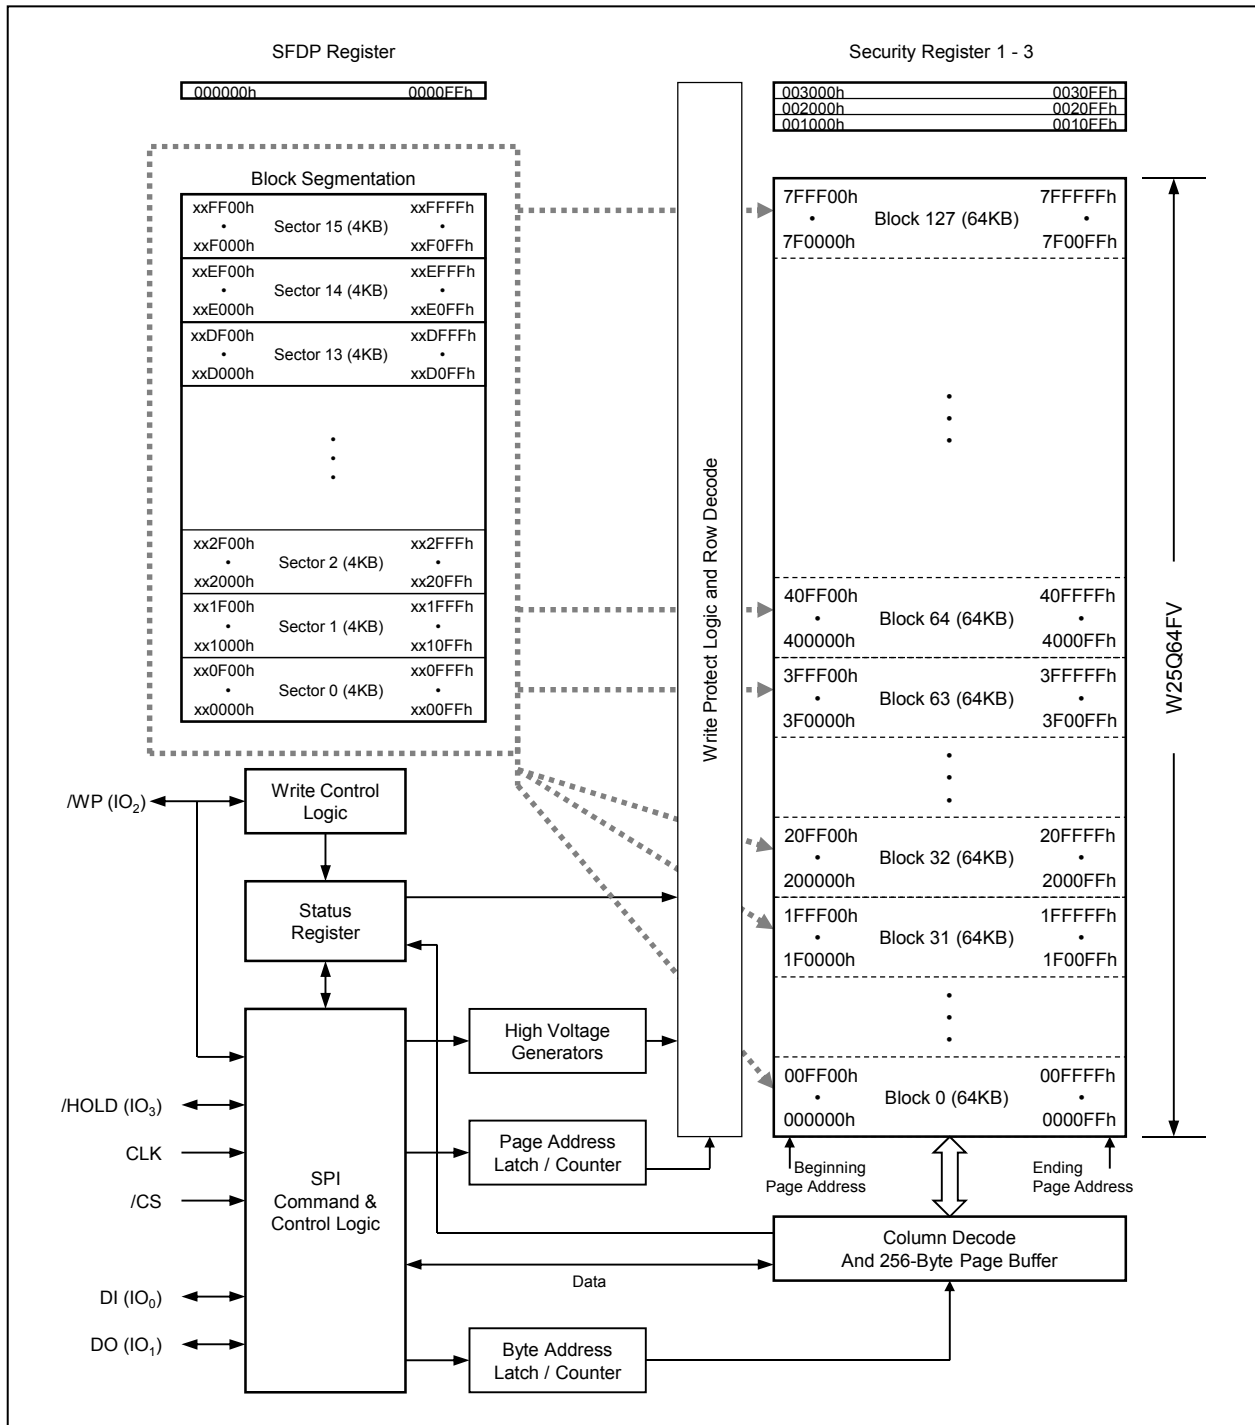 SFDP Register
000000h 0000FFh
Security Register 1 - 3
003000h 0030FFh
002000h 0020FFh
001000h 0010FFh
Block Segmentation
xxFF00h xxFFFFh
• Sector 15 (4KB) •
xxF000h xxF0FFh
xxEF00h xxEFFFh
• Sector 14 (4KB) •
xxE000h xxE0FFh
xxDF00h xxDFFFh
• Sector 13 (4KB) •
xxD000h xxD0FFh
xx2F00h xx2FFFh
• Sector 2 (4KB) •
xx2000h xx20FFh
xx1F00h xx1FFFh
• Sector 1 (4KB) •
xx1000h xx10FFh
xx0F00h xx0FFFh
• Sector 0 (4KB) •
xx0000h xx00FFh
Write Protect Logic and Row Decode
7FFF00h 7FFFFFh
• Block 127 (64KB) •
7F0000h 7F00FFh
40FF00h 40FFFFh
• Block 64 (64KB) •
400000h 4000FFh
3FFF00h 3FFFFFh
• Block 63 (64KB) •
3F0000h 3F00FFh
20FF00h 20FFFFh
• Block 32 (64KB) •
200000h 2000FFh
1FFF00h 1FFFFFh
• Block 31 (64KB) •
1F0000h 1F00FFh
00FF00h 00FFFFh
• Block 0 (64KB) •
000000h 0000FFh
W25Q64FV
Beginning
Page Address
Ending
Page Address
/WP (IO₂)
Write Control
Logic
Status
Register
High Voltage
Generators
/HOLD (IO₃)
CLK
/CS
DI (IO₀)
DO (IO₁)
SPI
Command &
Control Logic
Page Address
Latch / Counter
Column Decode
And 256-Byte Page Buffer
Data
Byte Address
Latch / Counter